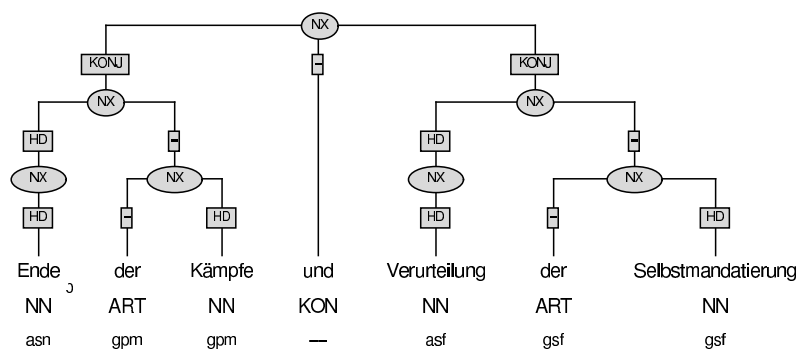 NX
KONJ – KONJ
NX NX
HD – HD –
NX NX NX NX
HD – HD HD – HD
Ende der Kämpfe und Verurteilung der Selbstmandatierung
NN ART NN KON NN ART NN
asn gpm gpm –– asf gsf gsf